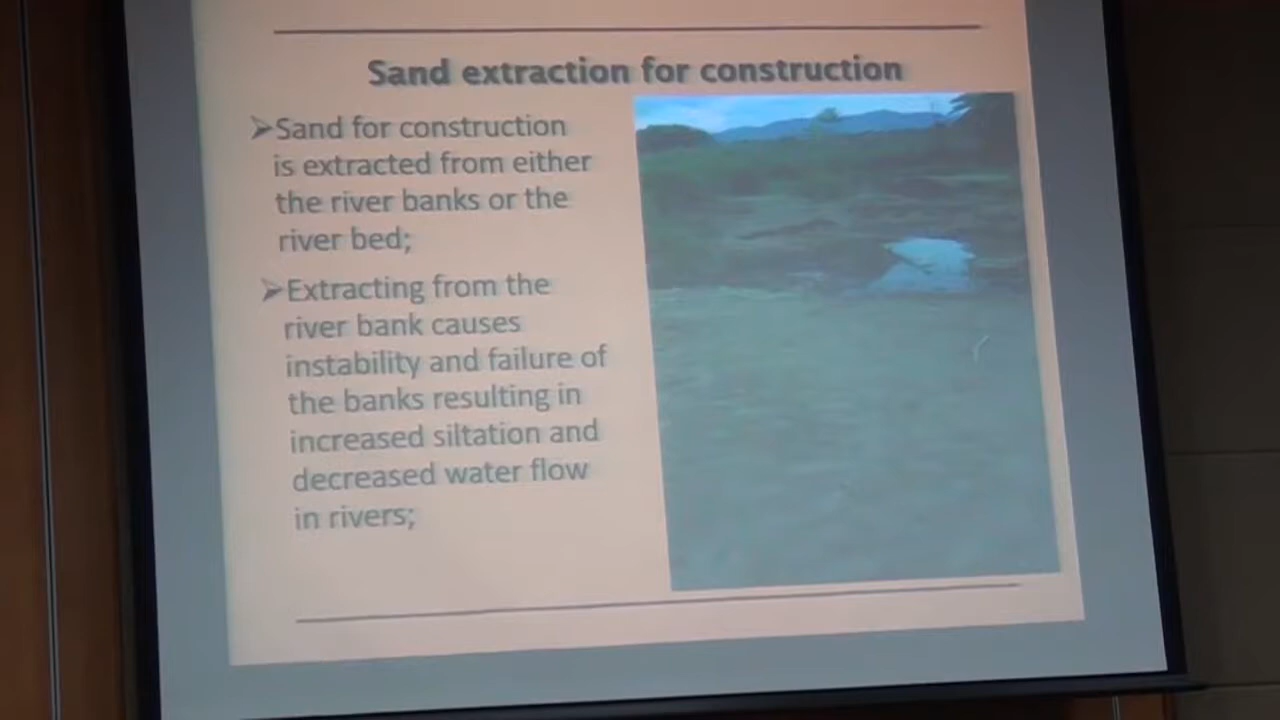 Sand extraction for construction
➢Sand for construction
is extracted from either
the river banks or the
river bed;
➢Extracting from the
river bank causes
instability and failure of
the banks resulting in
increased siltation and
decreased water flow
in rivers;